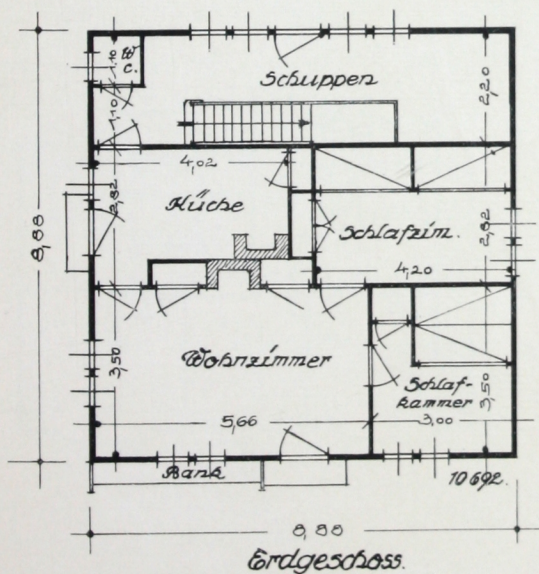 W
C.
1,10
Schuppen
1,10
2,20
4,02
2,82
Küche
Schlafzim.
2,82
8,88
4,20
Wohnzimmer
3,50
Schlaf-
kammer
3,50
5,66
3,00
Bank
10692.
8,88
Erdgeschoss.